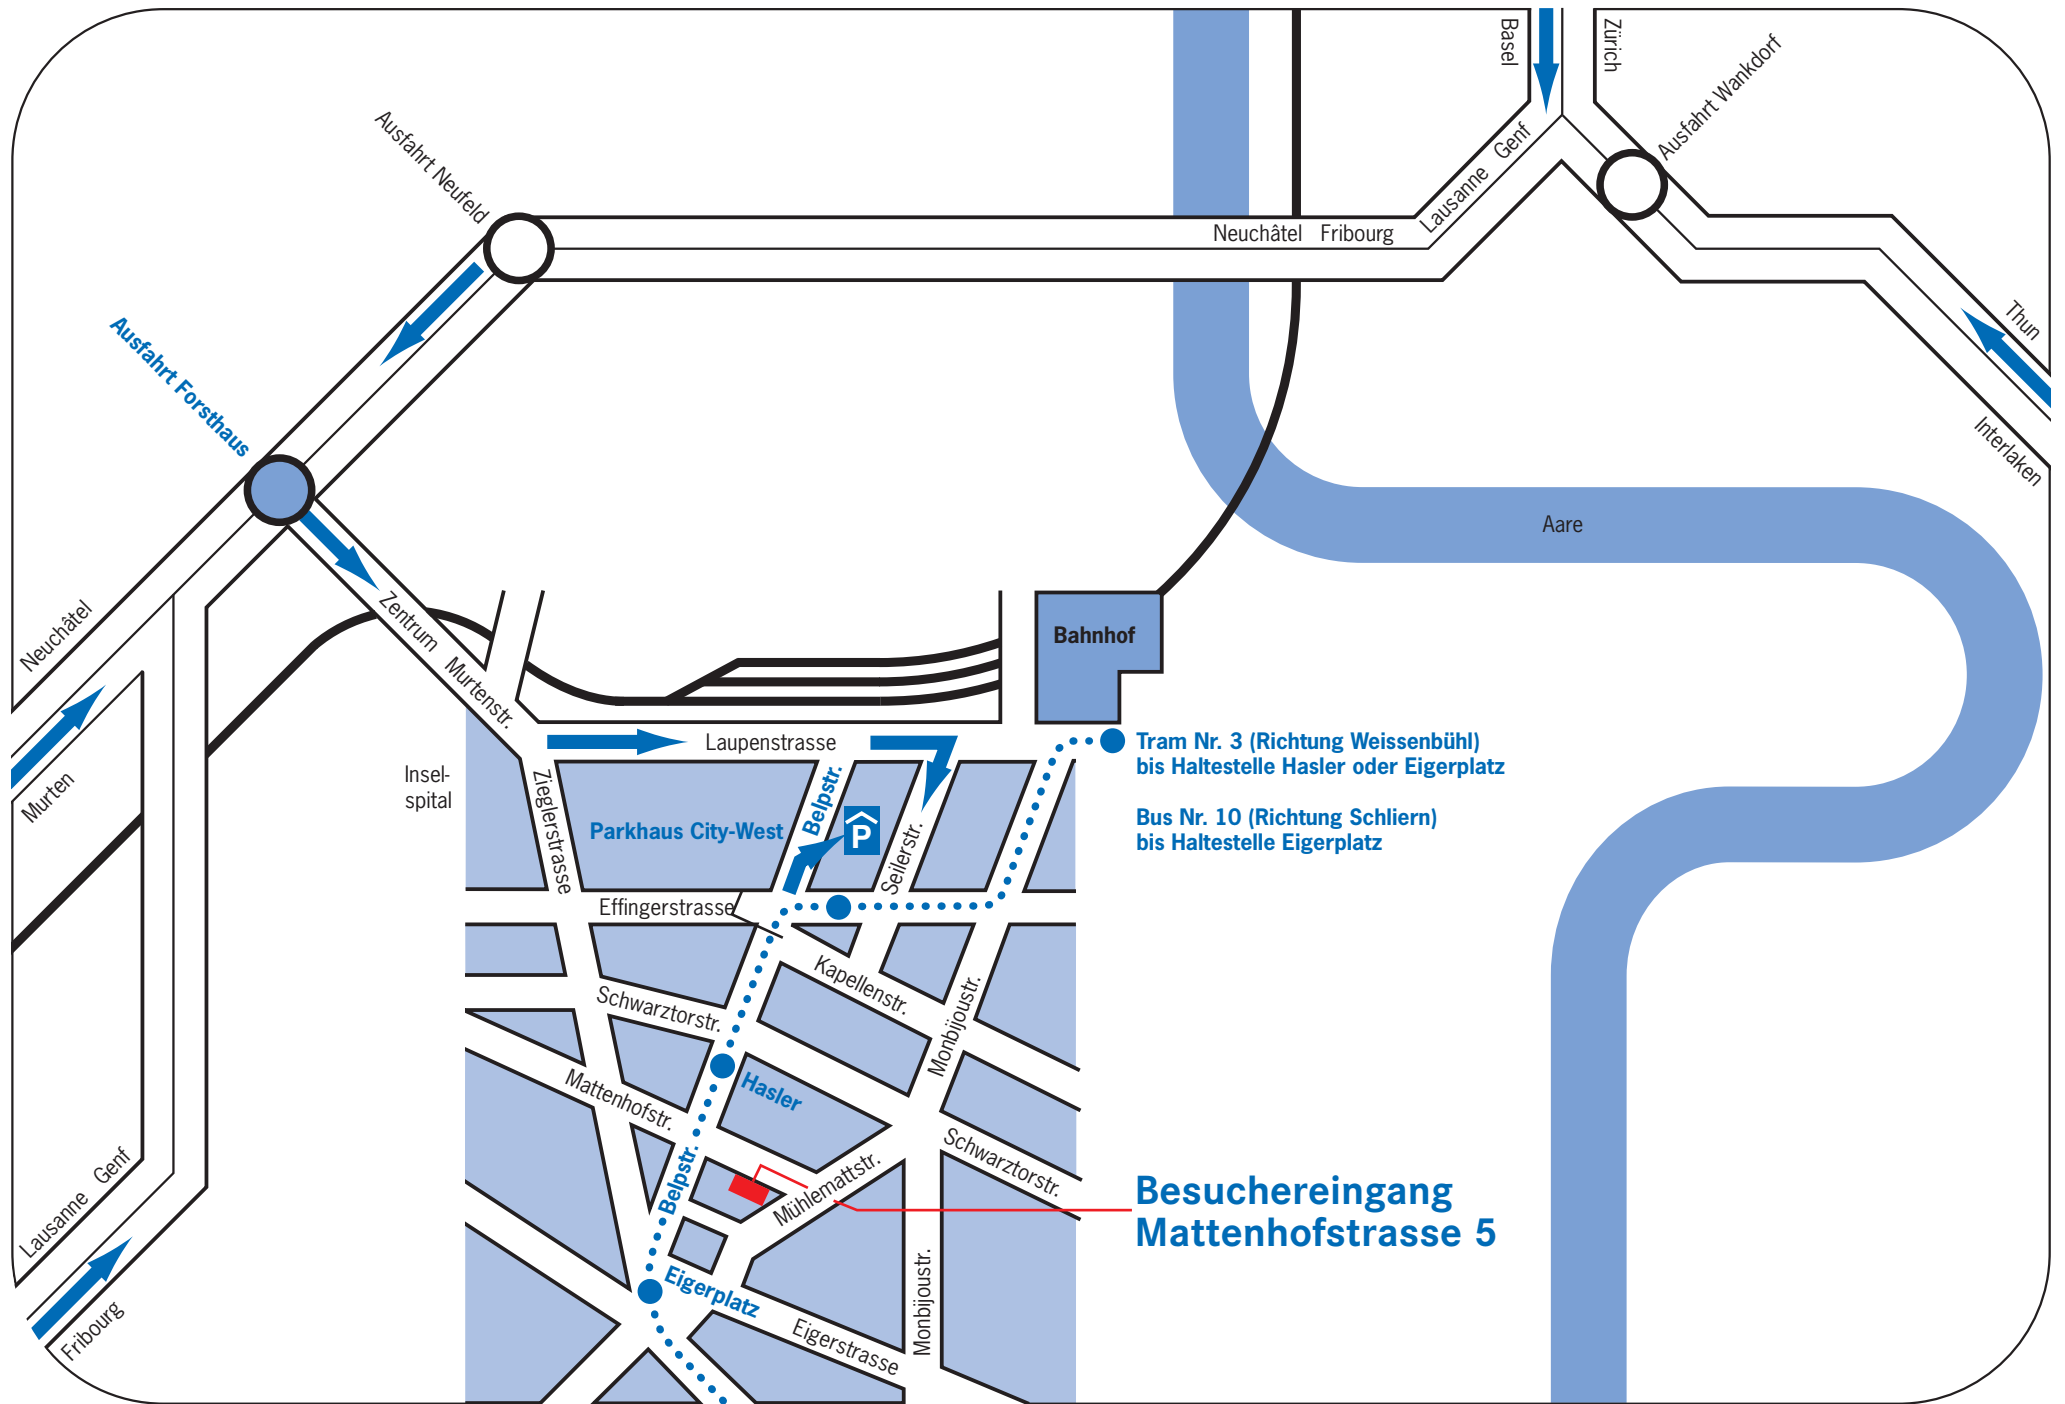 Basel
Zürich
Ausfahrt Wankdorf
Ausfahrt Neufeld
Lausanne Genf
Neuchâtel Fribourg
Thun
Interlaken
Ausfahrt Forsthaus
Aare
Neuchâtel
Zentrum Murtenstr.
Bahnhof
Murten
Insel-
spital
Laupenstrasse
Tram Nr. 3 (Richtung Weissenbühl)
bis Haltestelle Hasler oder Eigerplatz
Bus Nr. 10 (Richtung Schliern)
bis Haltestelle Eigerplatz
Zieglerstrasse
Parkhaus City-West
Belpstr.
P
Seilerstr.
Effingerstrasse
Kapellenstr.
Schwarztorstr.
Monbijoustr.
Hasler
Mattenhofstr.
Schwarztorstr.
Belpstr.
Mühlemattstr.
Besuchereingang
Mattenhofstrasse 5
Lausanne Genf
Fribourg
Eigerplatz
Eigerstrasse
Monbijoustr.